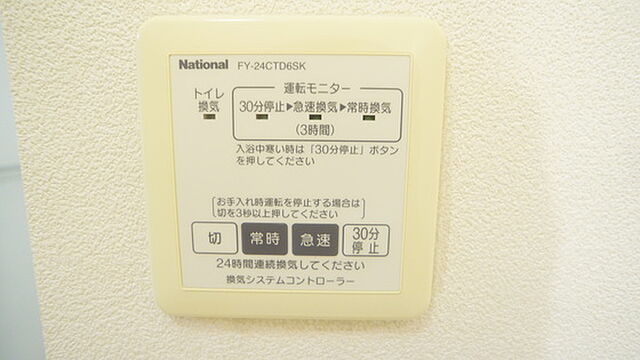 National FY-24CTD6SK
トイレ
換気
運転モニター
30分停止▶急速換気▶常時換気
(3時間)
入浴中寒い時は「30分停止」ボタン
を押してください
お手入れ時運転を停止する場合は
切を3秒以上押してください
切 常時 急速 30分
停止
24時間連続換気してください
換気システムコントローラー